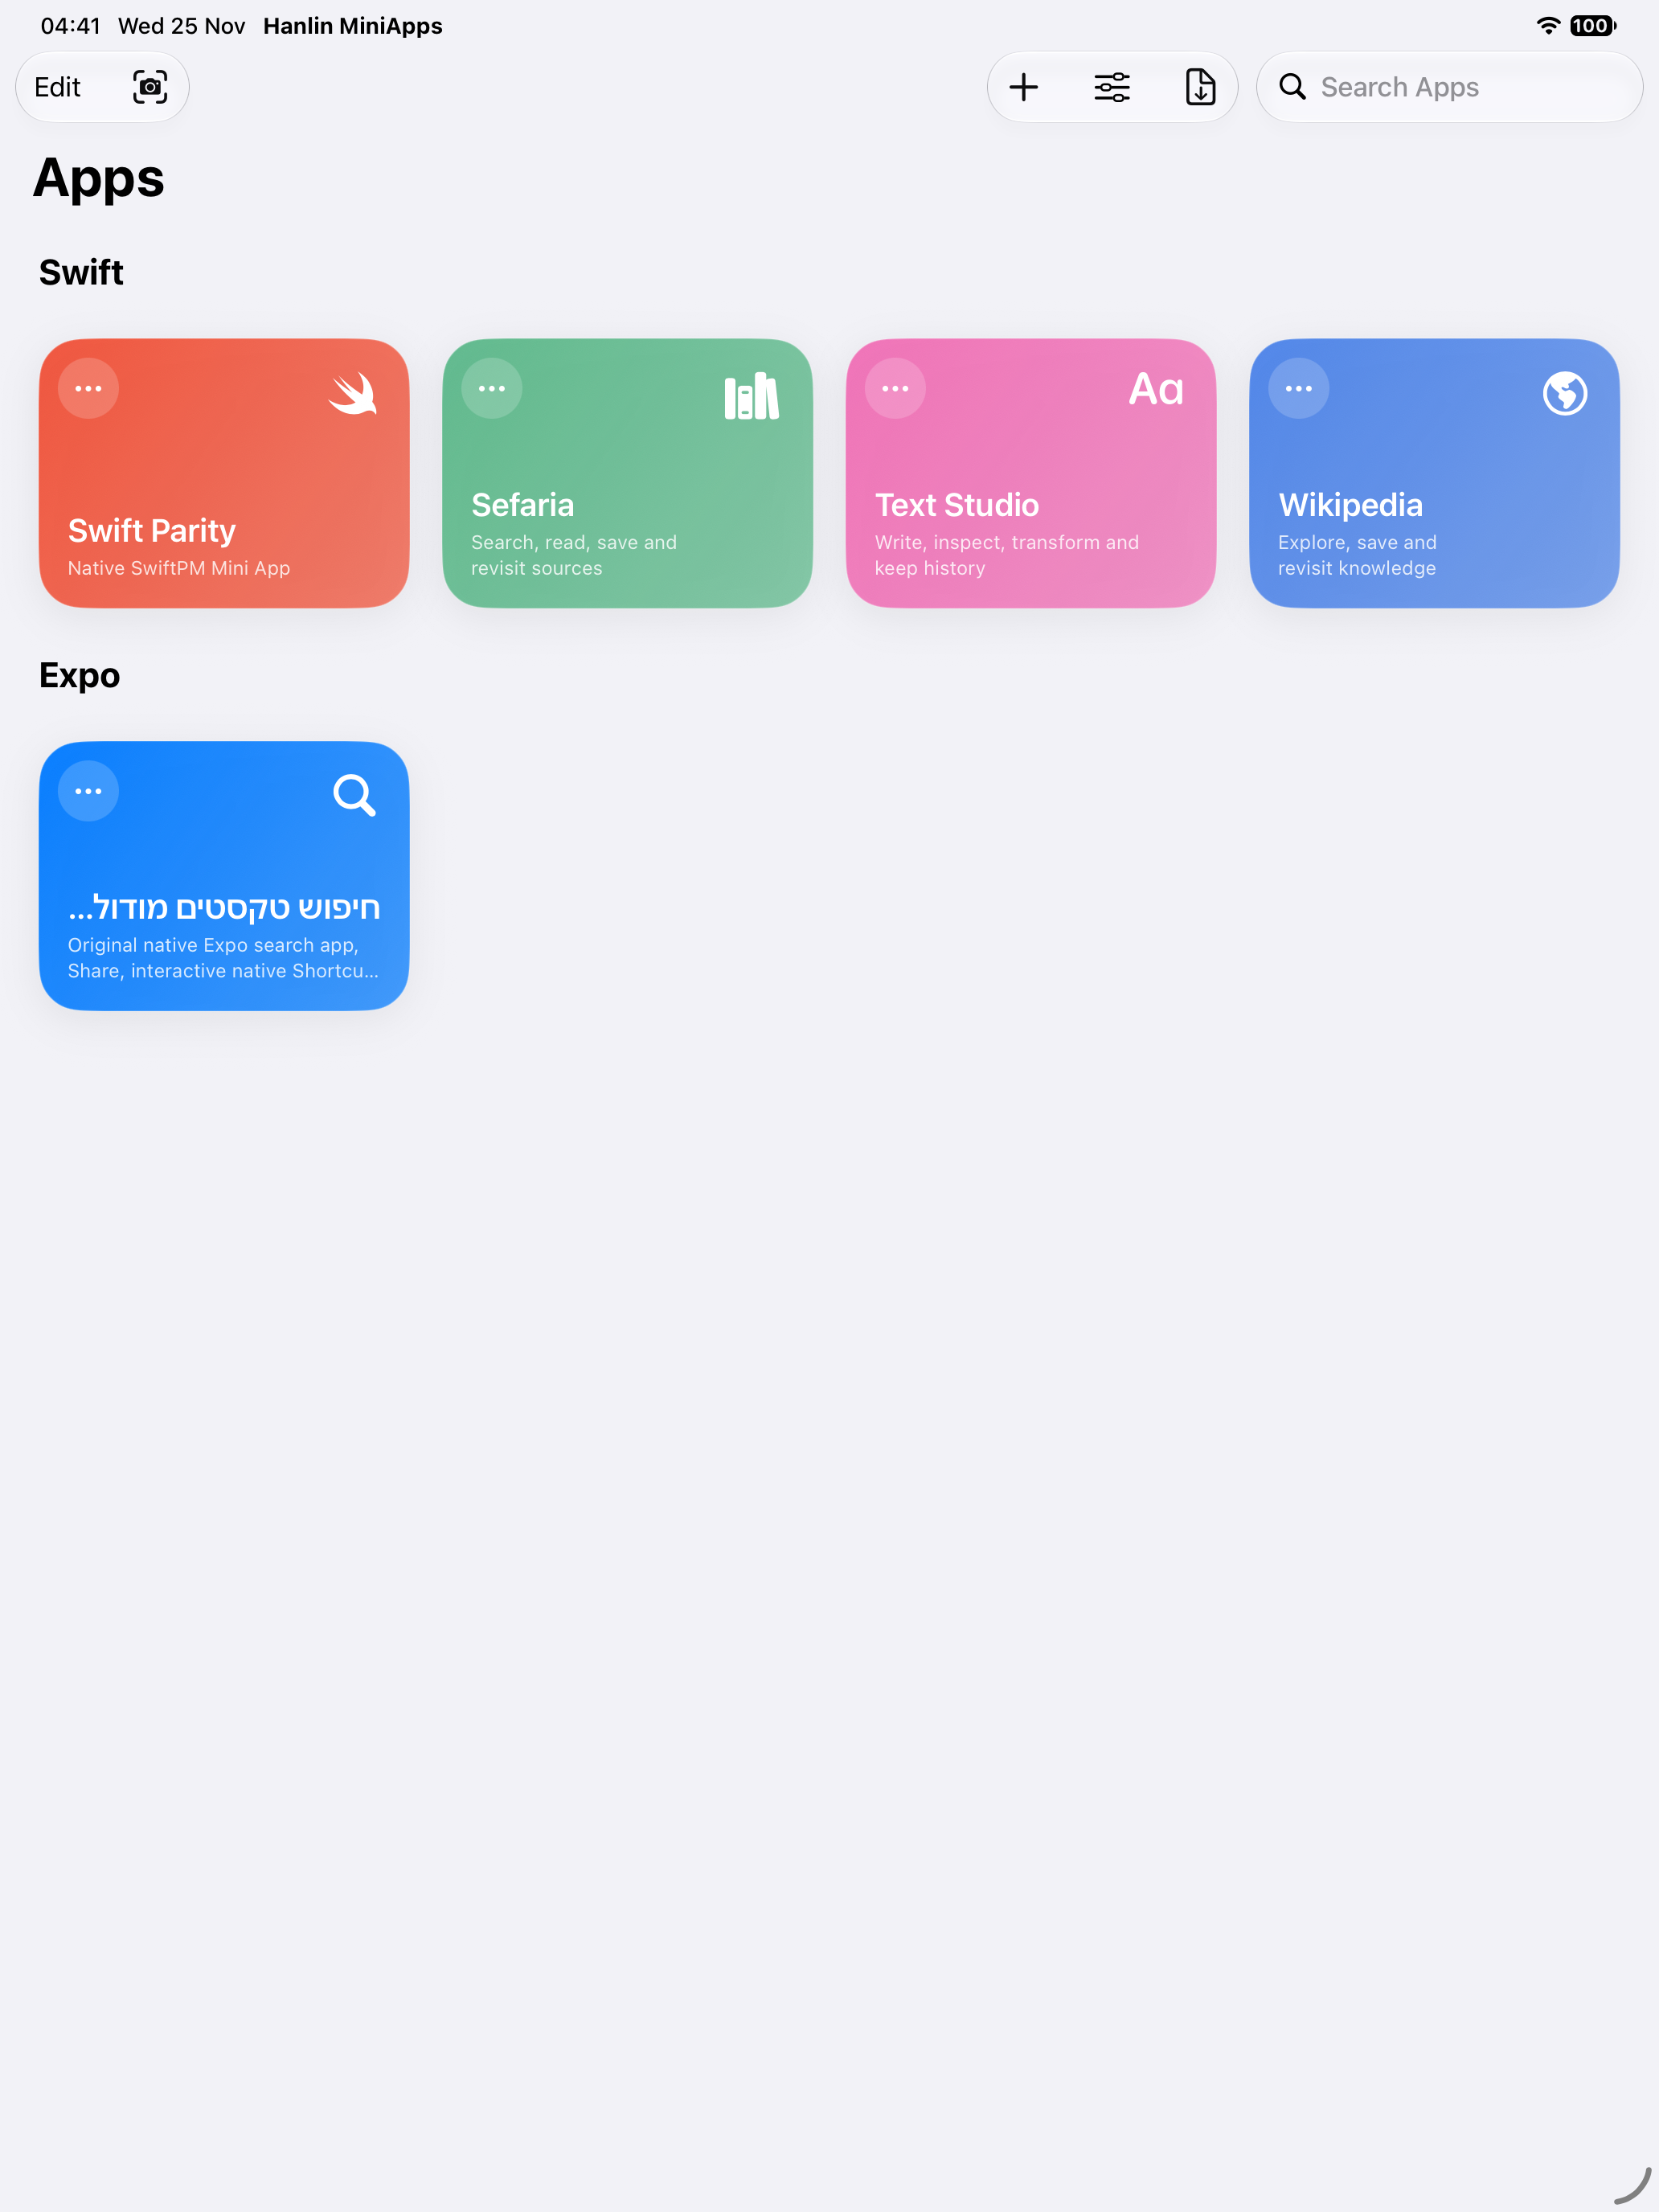 04:41 Wed 25 Nov Hanlin MiniApps 100
Edit
Search Apps
Apps
Swift
Swift Parity
Native SwiftPM Mini App
Sefaria
Search, read, save and
revisit sources
Aa
Text Studio
Write, inspect, transform and
keep history
Wikipedia
Explore, save and
revisit knowledge
Expo
חיפוש טקסטים מודול...
Original native Expo search app,
Share, interactive native Shortcu...